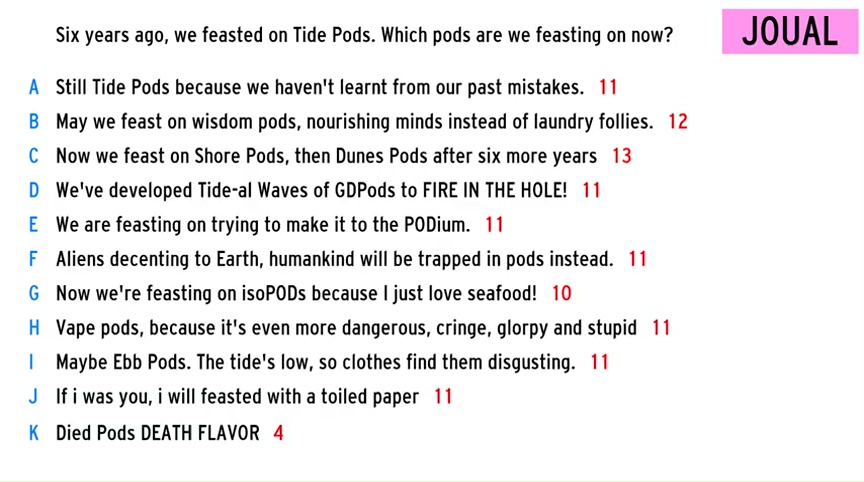 Six years ago, we feasted on Tide Pods. Which pods are we feasting on now?
JOUAL
A Still Tide Pods because we haven't learnt from our past mistakes. 11
B May we feast on wisdom pods, nourishing minds instead of laundry follies. 12
C Now we feast on Shore Pods, then Dunes Pods after six more years 13
D We've developed Tide-al Waves of GDPods to FIRE IN THE HOLE! 11
E We are feasting on trying to make it to the PODium. 11
F Aliens decenting to Earth, humankind will be trapped in pods instead. 11
G Now we're feasting on isoPODs because I just love seafood! 10
H Vape pods, because it's even more dangerous, cringe, glorpy and stupid 11
I Maybe Ebb Pods. The tide's low, so clothes find them disgusting. 11
J If i was you, i will feasted with a toiled paper 11
K Died Pods DEATH FLAVOR 4